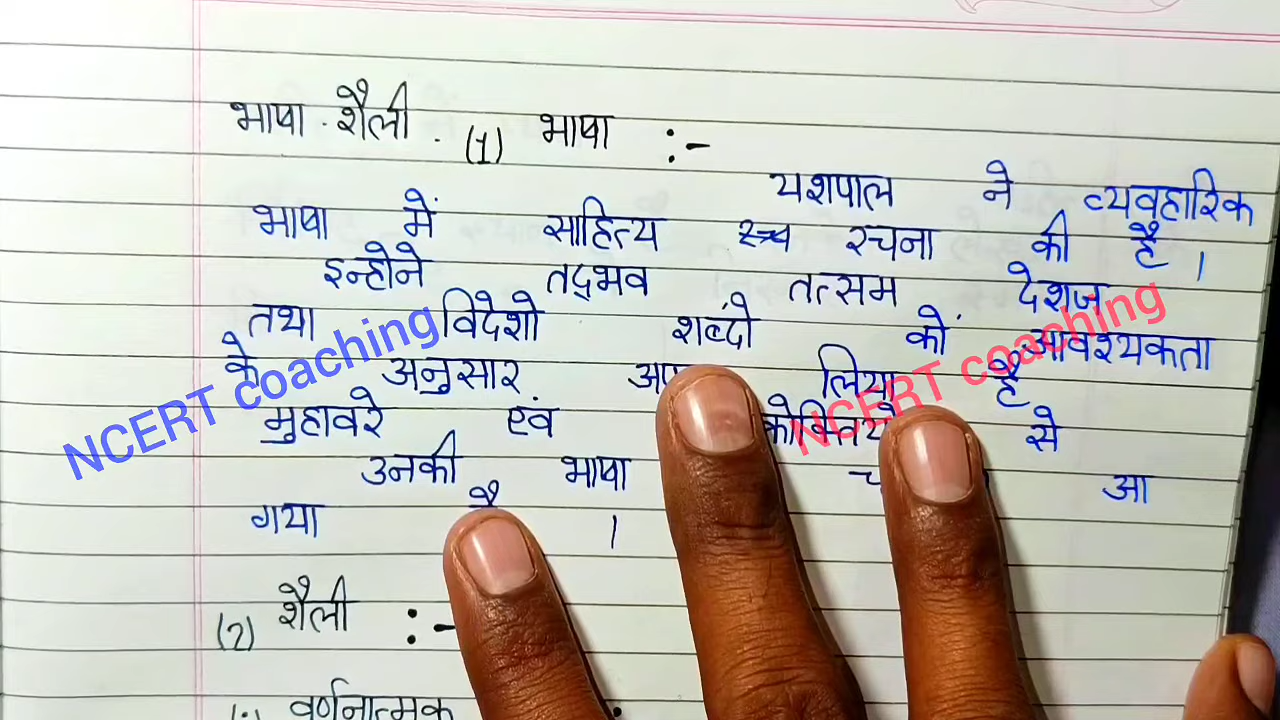 भाषा - शैली - (1) भाषा :-
यशपाल ने व्यवहारिक
भाषा में साहित्य रचना की है ।
इन्होने तद्भव तत्सम देशज
तथा विदेशो शब्दो को आवश्यकता
के अनुसार लिया है
मुहावरे एवं से
उनकी भाषा आ
गया है ।
(2) शैली :-
वर्णनात्मक
NCERT coaching
NCERT coaching